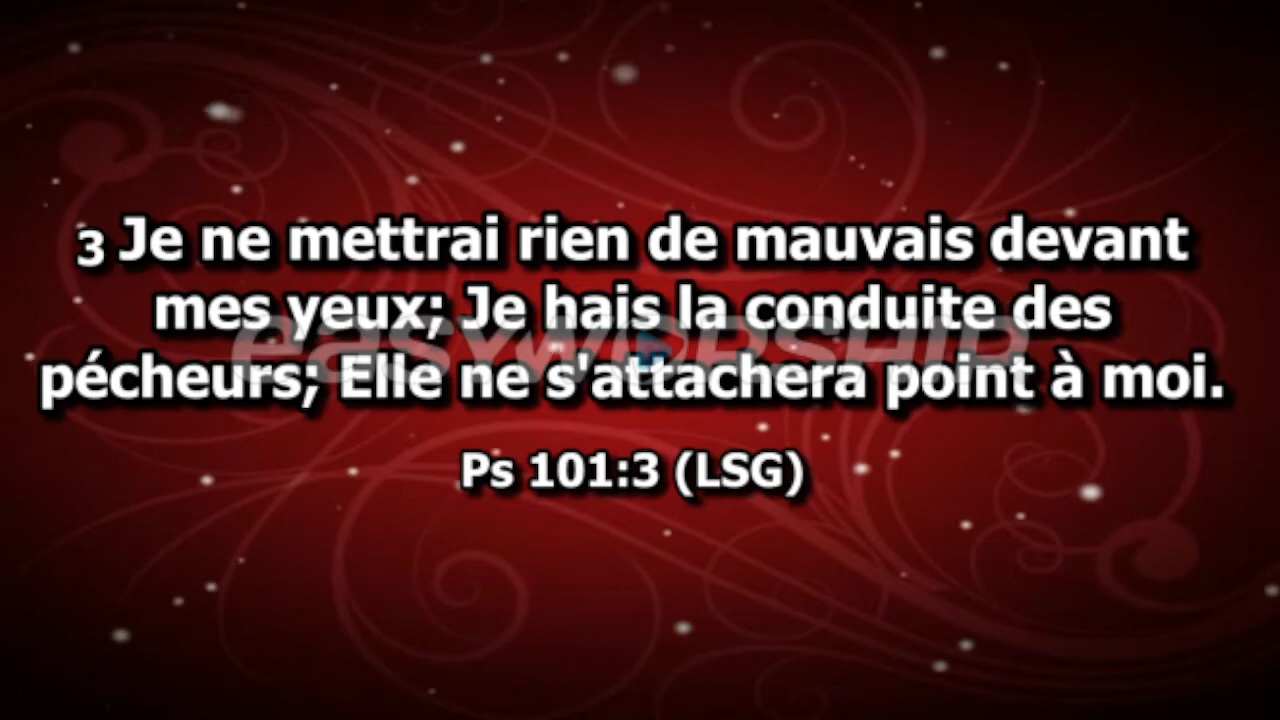 3 Je ne mettrai rien de mauvais devant
mes yeux; Je hais la conduite des
easyworship
pécheurs; Elle ne s'attachera point à moi.
Ps 101:3 (LSG)